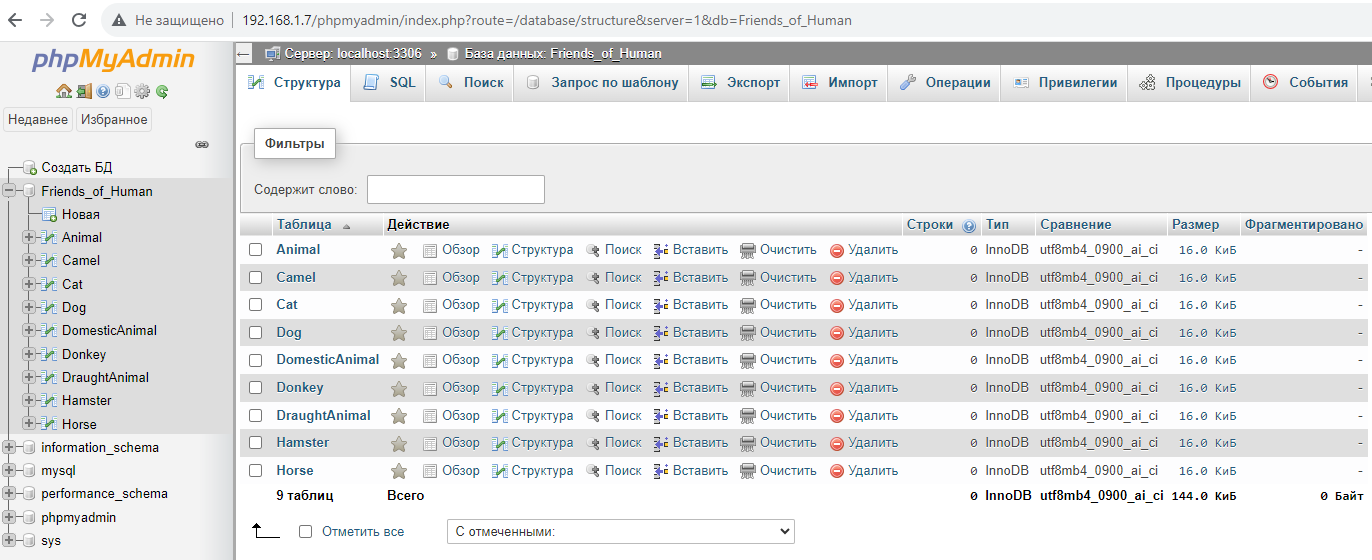 Не защищено 192.168.1.7/phpmyadmin/index.php?route=/database/structure&server=1&db=Friends_of_Human
phpMyAdmin
Недавнее Избранное
Создать БД
Friends_of_Human
Новая
Animal
Camel
Cat
Dog
DomesticAnimal
Donkey
DraughtAnimal
Hamster
Horse
information_schema
mysql
performance_schema
phpmyadmin
sys
Сервер: localhost:3306 » База данных: Friends_of_Human
Структура SQL Поиск Запрос по шаблону Экспорт Импорт Операции Привилегии Процедуры События
Фильтры
Содержит слово:
Таблица Действие Строки Тип Сравнение Размер Фрагментировано
Animal Обзор Структура Поиск Вставить Очистить Удалить 0 InnoDB utf8mb4_0900_ai_ci 16.0 КиБ -
Camel Обзор Структура Поиск Вставить Очистить Удалить 0 InnoDB utf8mb4_0900_ai_ci 16.0 КиБ -
Cat Обзор Структура Поиск Вставить Очистить Удалить 0 InnoDB utf8mb4_0900_ai_ci 16.0 КиБ -
Dog Обзор Структура Поиск Вставить Очистить Удалить 0 InnoDB utf8mb4_0900_ai_ci 16.0 КиБ -
DomesticAnimal Обзор Структура Поиск Вставить Очистить Удалить 0 InnoDB utf8mb4_0900_ai_ci 16.0 КиБ -
Donkey Обзор Структура Поиск Вставить Очистить Удалить 0 InnoDB utf8mb4_0900_ai_ci 16.0 КиБ -
DraughtAnimal Обзор Структура Поиск Вставить Очистить Удалить 0 InnoDB utf8mb4_0900_ai_ci 16.0 КиБ -
Hamster Обзор Структура Поиск Вставить Очистить Удалить 0 InnoDB utf8mb4_0900_ai_ci 16.0 КиБ -
Horse Обзор Структура Поиск Вставить Очистить Удалить 0 InnoDB utf8mb4_0900_ai_ci 16.0 КиБ -
9 таблиц Всего 0 InnoDB utf8mb4_0900_ai_ci 144.0 КиБ 0 Байт
Отметить все С отмеченными: